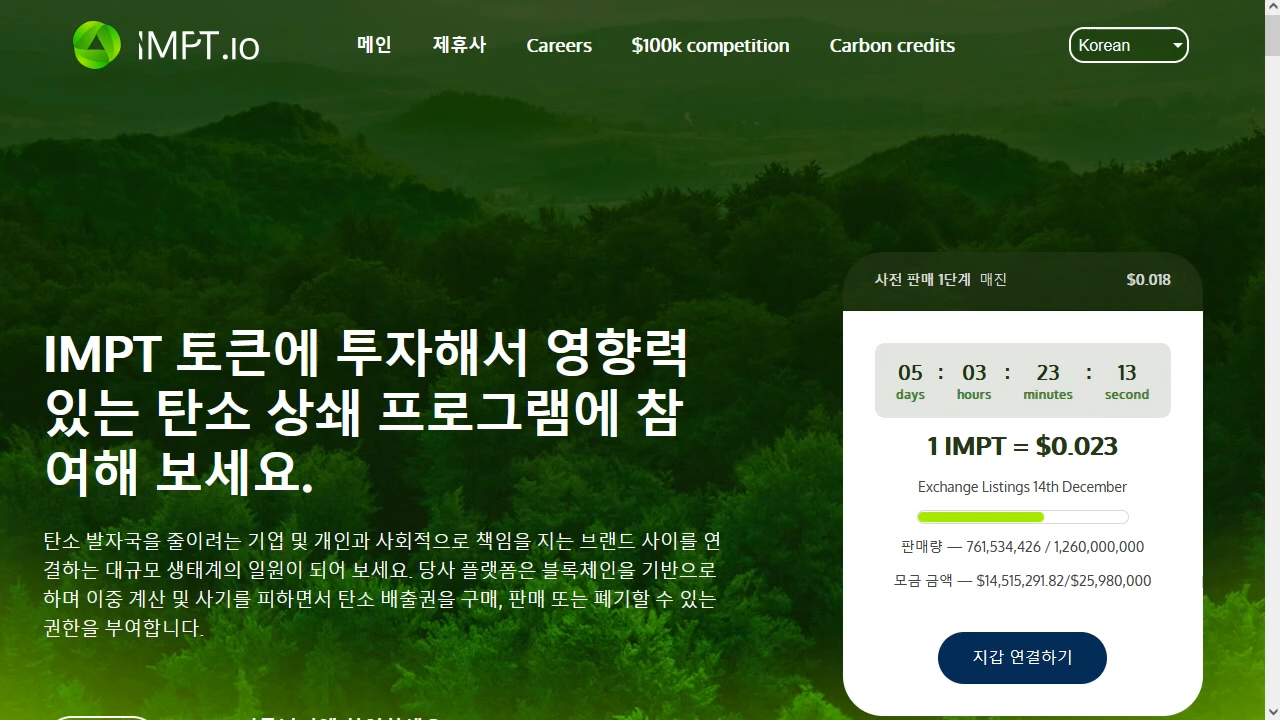 IMPT.io
메인 제휴사 Careers $100k competition Carbon credits
Korean
IMPT 토큰에 투자해서 영향력
있는 탄소 상쇄 프로그램에 참
여해 보세요.
탄소 발자국을 줄이려는 기업 및 개인과 사회적으로 책임을 지는 브랜드 사이를 연
결하는 대규모 생태계의 일원이 되어 보세요. 당사 플랫폼은 블록체인을 기반으로
하며 이중 계산 및 사기를 피하면서 탄소 배출권을 구매, 판매 또는 폐기할 수 있는
권한을 부여합니다.
사전 판매 1단계 매진 $0.018
05 : 03 : 23 : 13
days hours minutes second
1 IMPT = $0.023
Exchange Listings 14th December
판매량 — 761,534,426 / 1,260,000,000
모금 금액 — $14,515,291.82/$25,980,000
지갑 연결하기